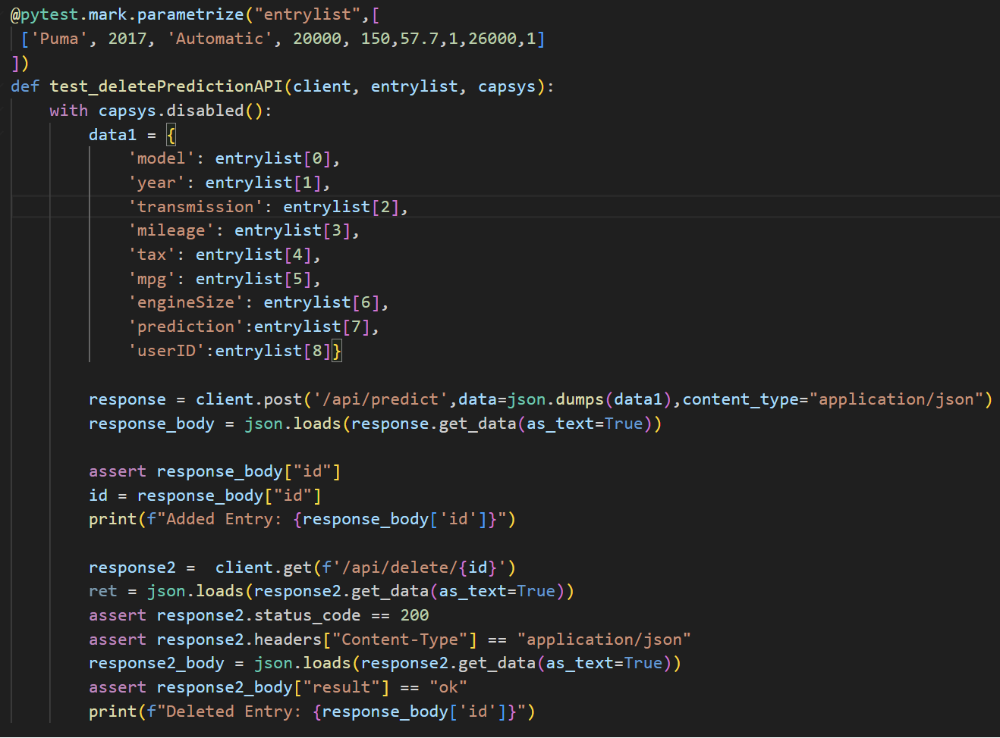 @pytest.mark.parametrize("entrylist",[
 ['Puma', 2017, 'Automatic', 20000, 150,57.7,1,26000,1]
])
def test_deletePredictionAPI(client, entrylist, capsys):
    with capsys.disabled():
        data1 = {
            'model': entrylist[0],
            'year': entrylist[1],
            'transmission': entrylist[2],
            'mileage': entrylist[3],
            'tax': entrylist[4],
            'mpg': entrylist[5],
            'engineSize': entrylist[6],
            'prediction':entrylist[7],
            'userID':entrylist[8]}

        response = client.post('/api/predict',data=json.dumps(data1),content_type="application/json")
        response_body = json.loads(response.get_data(as_text=True))

        assert response_body["id"]
        id = response_body["id"]
        print(f"Added Entry: {response_body['id']}")

        response2 =  client.get(f'/api/delete/{id}')
        ret = json.loads(response2.get_data(as_text=True))
        assert response2.status_code == 200
        assert response2.headers["Content-Type"] == "application/json"
        response2_body = json.loads(response2.get_data(as_text=True))
        assert response2_body["result"] == "ok"
        print(f"Deleted Entry: {response_body['id']}")